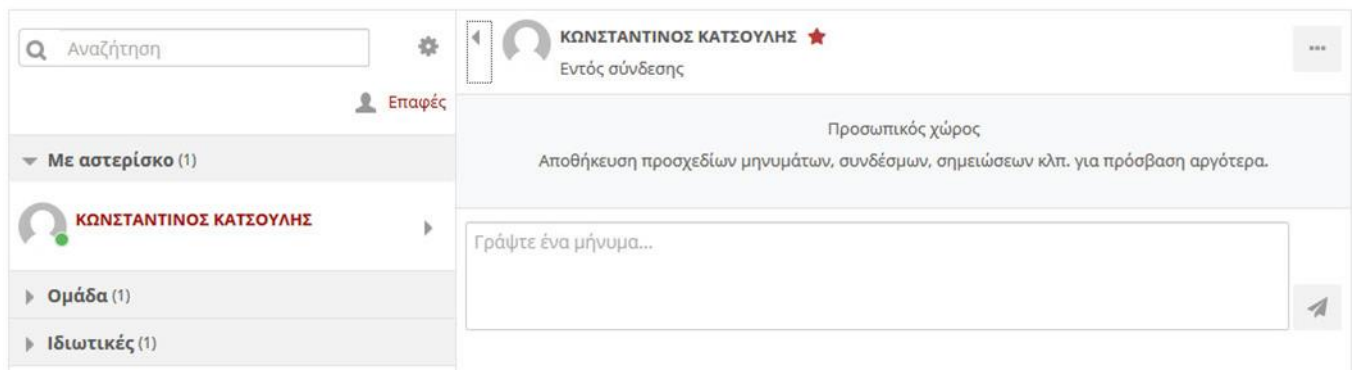 Αναζήτηση
Επαφές
Με αστερίσκο (1)
ΚΩΝΣΤΑΝΤΙΝΟΣ ΚΑΤΣΟΥΛΗΣ
Ομάδα (1)
Ιδιωτικές (1)
ΚΩΝΣΤΑΝΤΙΝΟΣ ΚΑΤΣΟΥΛΗΣ
Εντός σύνδεσης
Προσωπικός χώρος
Αποθήκευση προσχεδίων μηνυμάτων, συνδέσμων, σημειώσεων κλπ. για πρόσβαση αργότερα.
Γράψτε ένα μήνυμα...